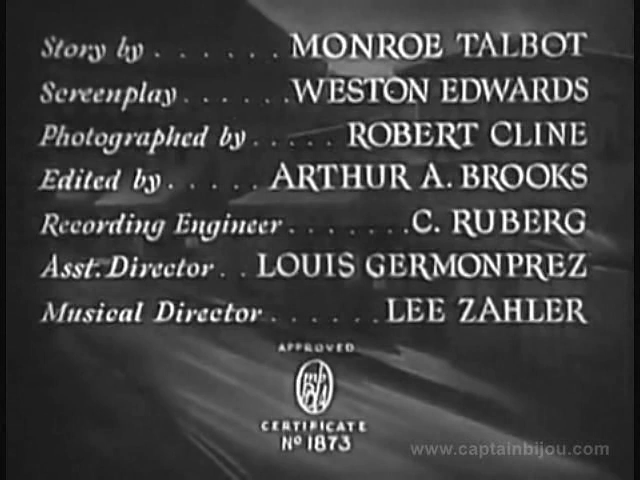 Story by . . . . . . MONROE TALBOT
Screenplay . . . . . . WESTON EDWARDS
Photographed by . . . . . ROBERT CLINE
Edited by . . . . . ARTHUR A. BROOKS
Recording Engineer . . . . . . . C. RUBERG
Asst. Director . . LOUIS GERMONPREZ
Musical Director . . . . . . LEE ZAHLER
APPROVED
CERTIFICATE
No 1873
www.captainbijou.com